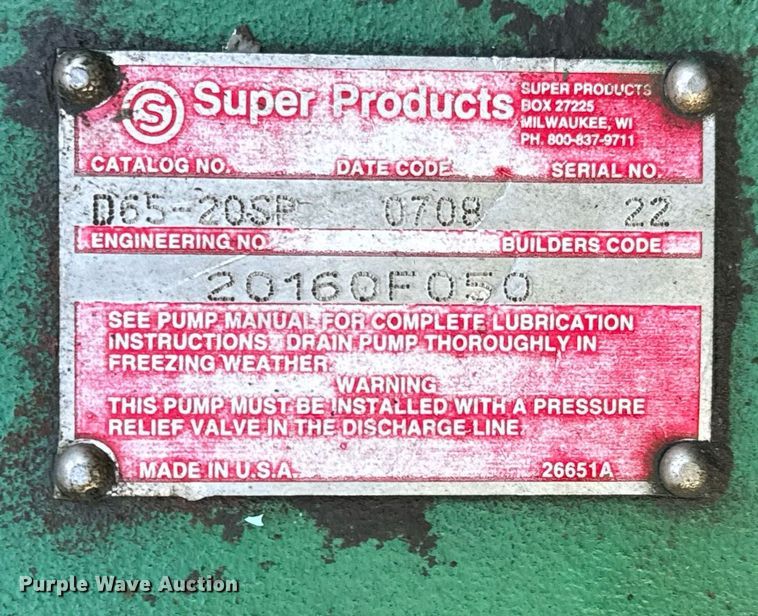 S Super Products
SUPER PRODUCTS
BOX 27225
MILWAUKEE, WI
PH. 800-837-9711
CATALOG NO. DATE CODE SERIAL NO.
D65-20SP 0708 22
ENGINEERING NO. BUILDERS CODE
20160F050
SEE PUMP MANUAL FOR COMPLETE LUBRICATION
INSTRUCTIONS. DRAIN PUMP THOROUGHLY IN
FREEZING WEATHER.
WARNING
THIS PUMP MUST BE INSTALLED WITH A PRESSURE
RELIEF VALVE IN THE DISCHARGE LINE.
MADE IN U.S.A. 26651A
Purple Wave Auction